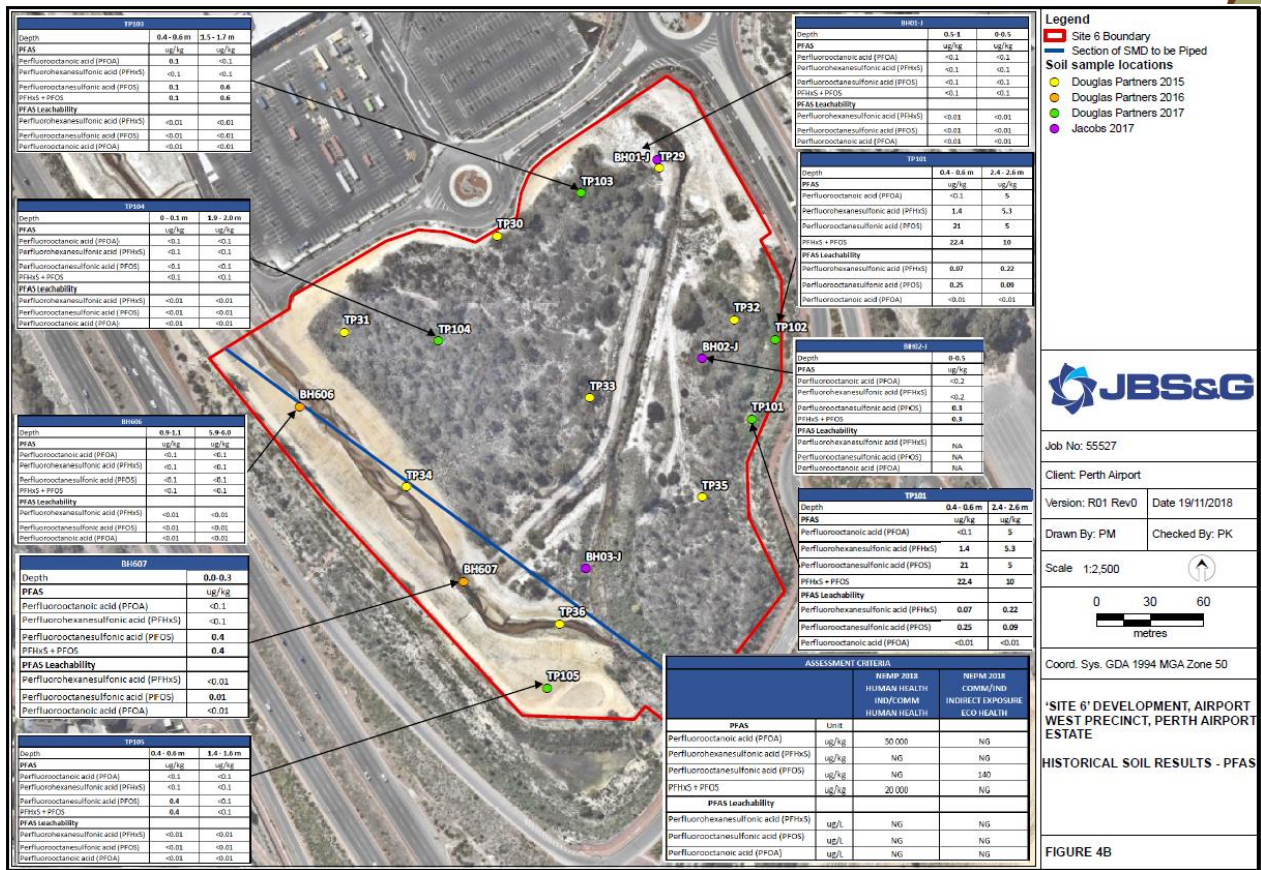 TP103
Depth 0.4 - 0.6 m 1.5 - 1.7 m
PFAS ug/kg ug/kg
Perfluorooctanoic acid (PFOA) 0.1 <0.1
Perfluorohexanesulfonic acid (PFHxS) <0.1 <0.1
Perfluorooctanesulfonic acid (PFOS) 0.1 0.6
PFHxS + PFOS 0.1 0.6
PFAS Leachability
Perfluorohexanesulfonic acid (PFHxS) <0.01 <0.01
Perfluorooctanesulfonic acid (PFOS) <0.01 <0.01
Perfluorooctanoic acid (PFOA) <0.01 <0.01
TP104
Depth 0 - 0.1 m 1.9 - 2.0 m
PFAS ug/kg ug/kg
Perfluorooctanoic acid (PFOA) <0.1 <0.1
Perfluorohexanesulfonic acid (PFHxS) <0.1 <0.1
Perfluorooctanesulfonic acid (PFOS) <0.1 <0.1
PFHxS + PFOS <0.1 <0.1
PFAS Leachability
Perfluorohexanesulfonic acid (PFHxS) <0.01 <0.01
Perfluorooctanesulfonic acid (PFOS) <0.01 <0.01
Perfluorooctanoic acid (PFOA) <0.01 <0.01
BH606
Depth 0.9-1.1 5.9-6.0
PFAS ug/kg ug/kg
Perfluorooctanoic acid (PFOA) <0.1 <0.1
Perfluorohexanesulfonic acid (PFHxS) <0.1 <0.1
Perfluorooctanesulfonic acid (PFOS) <0.1 <0.1
PFHxS + PFOS <0.1 <0.1
PFAS Leachability
Perfluorohexanesulfonic acid (PFHxS) <0.01 <0.01
Perfluorooctanesulfonic acid (PFOS) <0.01 <0.01
Perfluorooctanoic acid (PFOA) <0.01 <0.01
BH607
Depth 0.0-0.3
PFAS ug/kg
Perfluorooctanoic acid (PFOA) <0.1
Perfluorohexanesulfonic acid (PFHxS) <0.1
Perfluorooctanesulfonic acid (PFOS) 0.4
PFHxS + PFOS 0.4
PFAS Leachability
Perfluorohexanesulfonic acid (PFHxS) <0.01
Perfluorooctanesulfonic acid (PFOS) 0.01
Perfluorooctanoic acid (PFOA) <0.01
TP105
Depth 0.4 - 0.6 m 1.4 - 1.6 m
PFAS ug/kg ug/kg
Perfluorooctanoic acid (PFOA) <0.1 <0.1
Perfluorohexanesulfonic acid (PFHxS) <0.1 <0.1
Perfluorooctanesulfonic acid (PFOS) 0.4 <0.1
PFHxS + PFOS 0.4 <0.1
PFAS Leachability
Perfluorohexanesulfonic acid (PFHxS) <0.01 <0.01
Perfluorooctanesulfonic acid (PFOS) <0.01 <0.01
Perfluorooctanoic acid (PFOA) <0.01 <0.01
BH01-J
TP29
TP103
TP30
TP31
TP104
TP32
TP102
BH02-J
TP33
BH606
TP101
TP34
TP35
BH03-J
BH607
TP36
TP105
BH01-J
Depth 0.5-1 0-0.5
PFAS ug/kg ug/kg
Perfluorooctanoic acid (PFOA) <0.1 <0.1
Perfluorohexanesulfonic acid (PFHxS) <0.1 <0.1
Perfluorooctanesulfonic acid (PFOS) <0.1 <0.1
PFHxS + PFOS <0.1 <0.1
PFAS Leachability
Perfluorohexanesulfonic acid (PFHxS) <0.01 <0.01
Perfluorooctanesulfonic acid (PFOS) <0.01 <0.01
Perfluorooctanoic acid (PFOA) <0.01 <0.01
TP101
Depth 0.4 - 0.6 m 2.4 - 2.6 m
PFAS ug/kg ug/kg
Perfluorooctanoic acid (PFOA) <0.1 5
Perfluorohexanesulfonic acid (PFHxS) 1.4 5.3
Perfluorooctanesulfonic acid (PFOS) 21 5
PFHxS + PFOS 22.4 10
PFAS Leachability
Perfluorohexanesulfonic acid (PFHxS) 0.07 0.22
Perfluorooctanesulfonic acid (PFOS) 0.25 0.09
Perfluorooctanoic acid (PFOA) <0.01 <0.01
BH02-J
Depth 0-0.5
PFAS ug/kg
Perfluorooctanoic acid (PFOA) <0.2
Perfluorohexanesulfonic acid (PFHxS) <0.2
Perfluorooctanesulfonic acid (PFOS) 0.3
PFHxS + PFOS 0.3
PFAS Leachability
Perfluorohexanesulfonic acid (PFHxS) NA
Perfluorooctanesulfonic acid (PFOS) NA
Perfluorooctanoic acid (PFOA) NA
TP101
Depth 0.4 - 0.6 m 2.4 - 2.6 m
PFAS ug/kg ug/kg
Perfluorooctanoic acid (PFOA) <0.1 5
Perfluorohexanesulfonic acid (PFHxS) 1.4 5.3
Perfluorooctanesulfonic acid (PFOS) 21 5
PFHxS + PFOS 22.4 10
PFAS Leachability
Perfluorohexanesulfonic acid (PFHxS) 0.07 0.22
Perfluorooctanesulfonic acid (PFOS) 0.25 0.09
Perfluorooctanoic acid (PFOA) <0.01 <0.01
ASSESSMENT CRITERIA
NEMP 2018 NEPM 2018
HUMAN HEALTH COMM/IND
IND/COMM INDIRECT EXPOSURE
HUMAN HEALTH ECO HEALTH
PFAS Unit
Perfluorooctanoic acid (PFOA) ug/kg 50 000 NG
Perfluorohexanesulfonic acid (PFHxS) ug/kg NG NG
Perfluorooctanesulfonic acid (PFOS) ug/kg NG 140
PFHxS + PFOS ug/kg 20 000 NG
PFAS Leachability
Perfluorohexanesulfonic acid (PFHxS) ug/L NG NG
Perfluorooctanesulfonic acid (PFOS) ug/L NG NG
Perfluorooctanoic acid (PFOA) ug/L NG NG
Legend
Site 6 Boundary
Section of SMD to be Piped
Soil sample locations
Douglas Partners 2015
Douglas Partners 2016
Douglas Partners 2017
Jacobs 2017
JBS&G
Job No: 55527
Client: Perth Airport
Version: R01 Rev0 Date 19/11/2018
Drawn By: PM Checked By: PK
Scale 1:2,500
0 30 60
metres
Coord. Sys. GDA 1994 MGA Zone 50
'SITE 6' DEVELOPMENT, AIRPORT
WEST PRECINCT, PERTH AIRPORT
ESTATE
HISTORICAL SOIL RESULTS - PFAS
FIGURE 4B